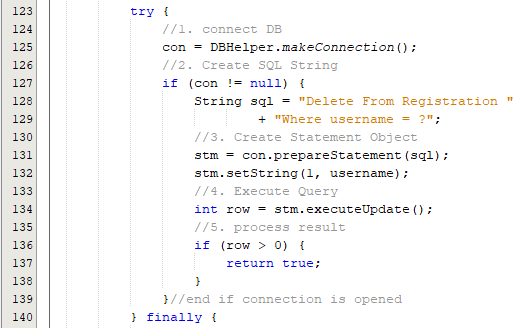 123 try {
124 //1. connect DB
125 con = DBHelper.makeConnection();
126 //2. Create SQL String
127 if (con != null) {
128 String sql = "Delete From Registration "
129 + "Where username = ?";
130 //3. Create Statement Object
131 stm = con.prepareStatement(sql);
132 stm.setString(1, username);
133 //4. Execute Query
134 int row = stm.executeUpdate();
135 //5. process result
136 if (row > 0) {
137 return true;
138 }
139 }//end if connection is opened
140 } finally {